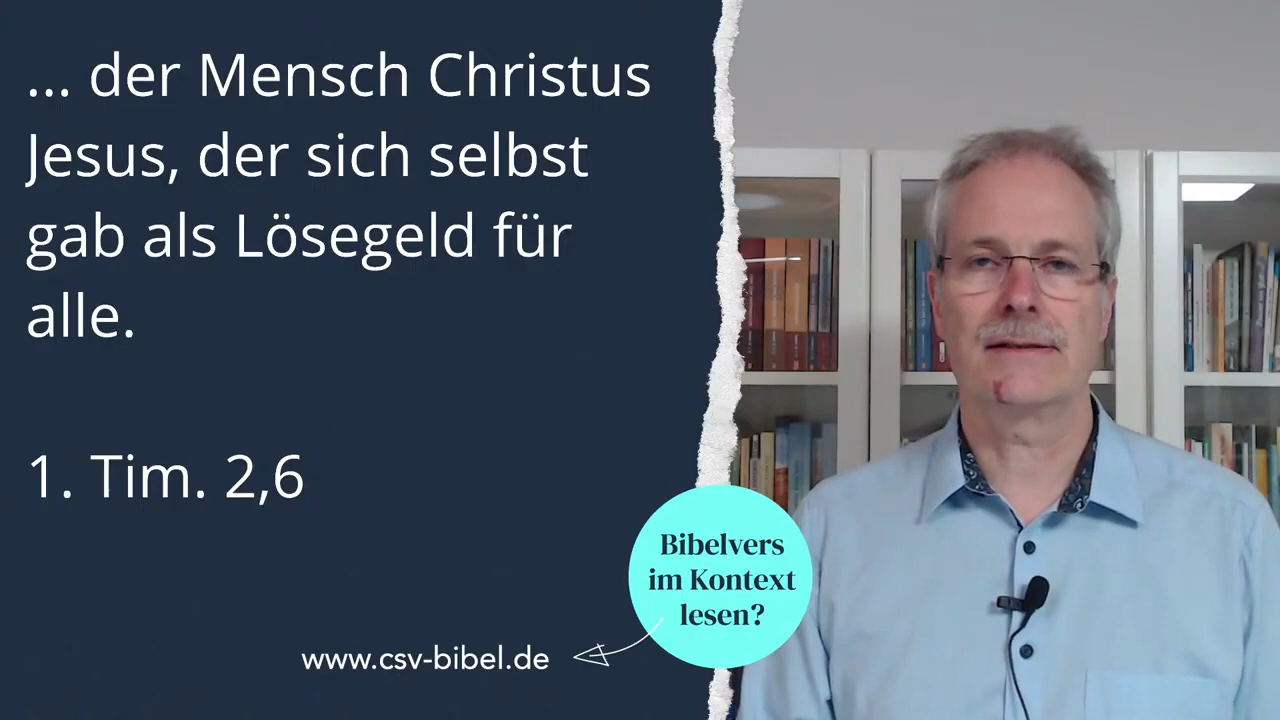 ... der Mensch Christus
Jesus, der sich selbst
gab als Lösegeld für
alle.
1. Tim. 2,6
Bibelvers
im Kontext
lesen?
www.csv-bibel.de